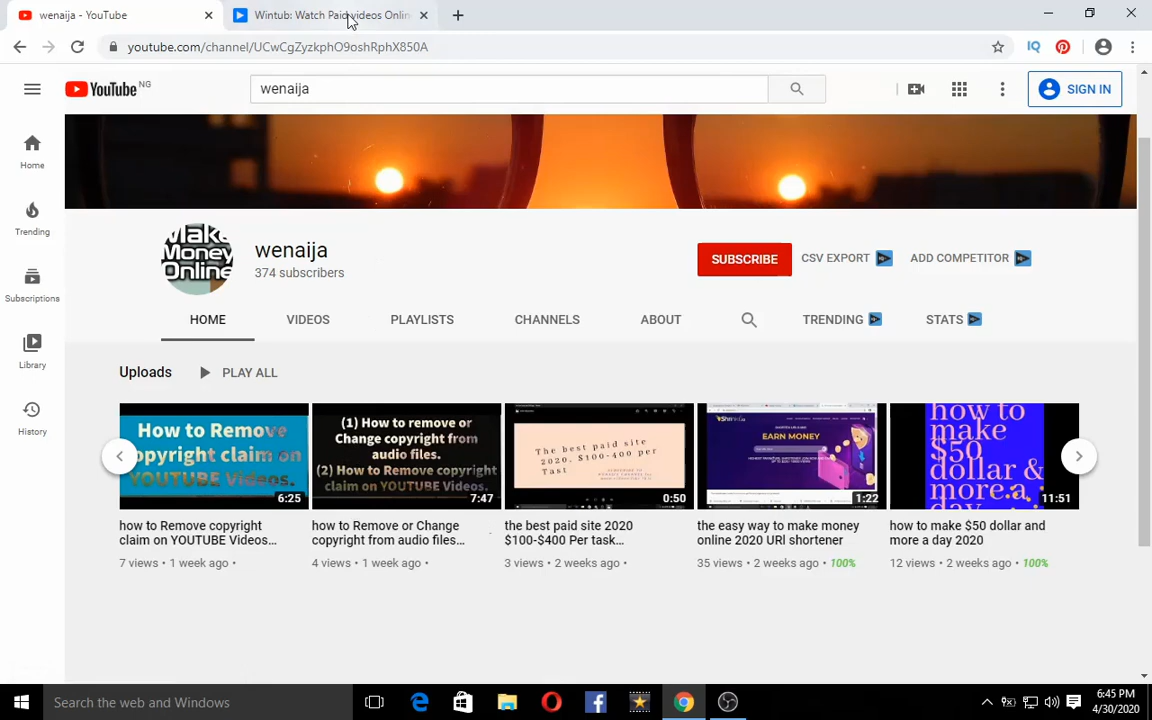 wenaija - YouTube
Wintub: Watch Paid videos Onlin
youtube.com/channel/UCwCgZyzkphO9oshRphX850A
IQ
YouTube NG
wenaija
SIGN IN
Home
Trending
Subscriptions
Library
History
Make
Money
Online
wenaija
374 subscribers
SUBSCRIBE
CSV EXPORT
ADD COMPETITOR
HOME
VIDEOS
PLAYLISTS
CHANNELS
ABOUT
TRENDING
STATS
Uploads
PLAY ALL
How to Remove
copyright claim on
YOUTUBE Videos.
6:25
how to Remove copyright
claim on YOUTUBE Videos...
7 views • 1 week ago •
(1) How to remove or
Change copyright from
audio files.
(2) How to Remove copyright
claim on YOUTUBE Videos.
7:47
how to Remove or Change
copyright from audio files...
4 views • 1 week ago •
The best paid site
2020. $100-400 per
Task
0:50
the best paid site 2020
$100-$400 Per task...
3 views • 2 weeks ago •
EARN MONEY
1:22
the easy way to make money
online 2020 URl shortener
35 views • 2 weeks ago • 100%
how to
make
$50
dollar &
more a
day 2020
11:51
how to make $50 dollar and
more a day 2020
12 views • 2 weeks ago • 100%
Search the web and Windows
6:45 PM
4/30/2020